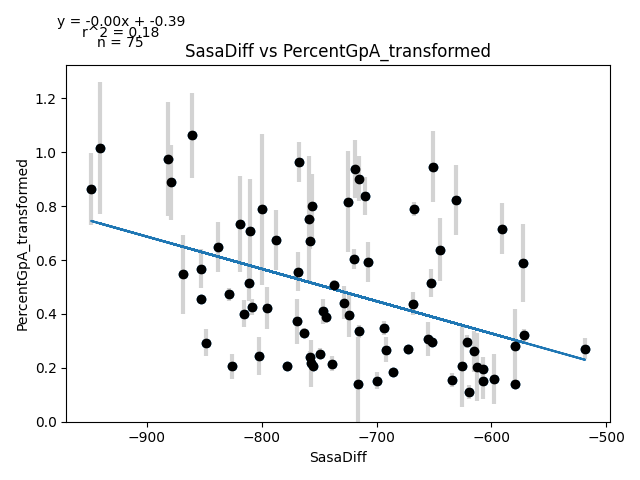 y = -0.00x + -0.39
r^2 = 0.18
n = 75
SasaDiff vs PercentGpA_transformed
PercentGpA_transformed
1.2
1.0
0.8
0.6
0.4
0.2
0.0
−900 −800 −700 −600 −500
SasaDiff